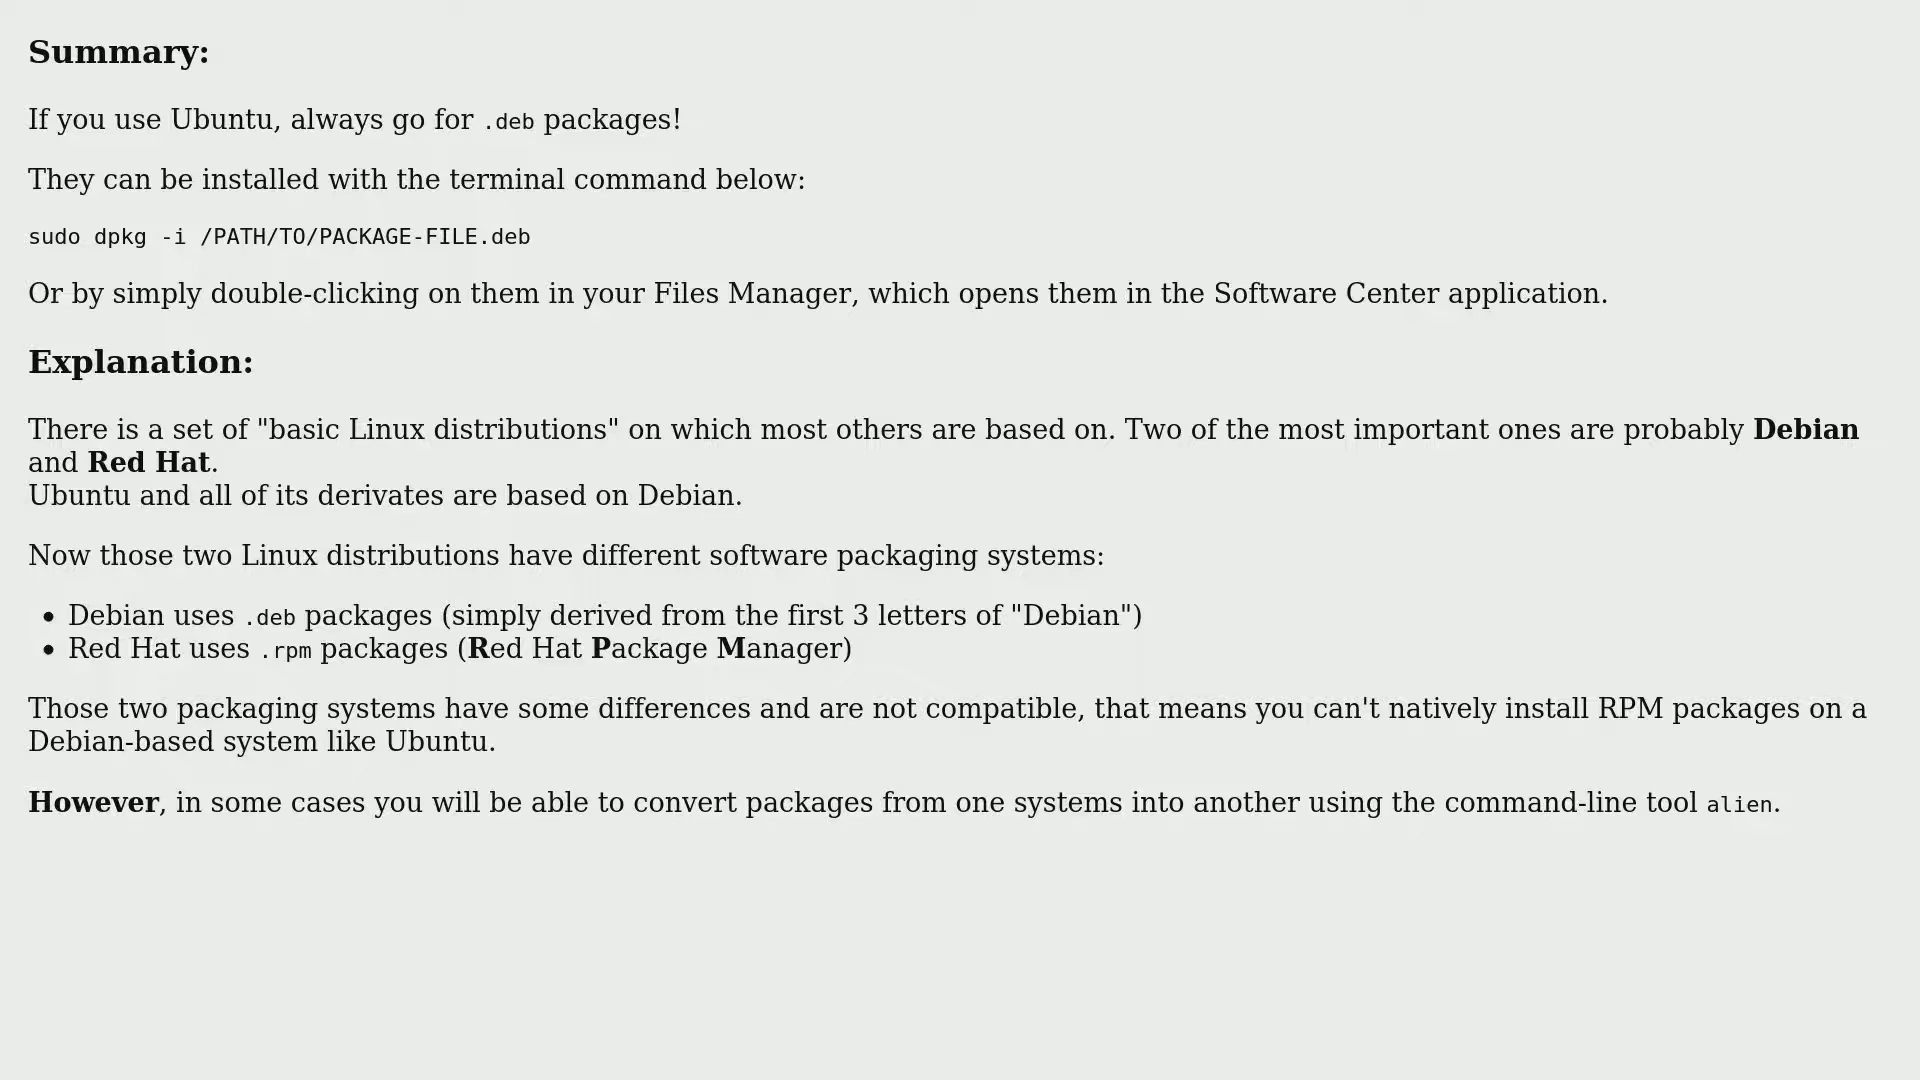 Summary:
If you use Ubuntu, always go for .deb packages!
They can be installed with the terminal command below:
sudo dpkg -i /PATH/TO/PACKAGE-FILE.deb
Or by simply double-clicking on them in your Files Manager, which opens them in the Software Center application.
Explanation:
There is a set of "basic Linux distributions" on which most others are based on. Two of the most important ones are probably Debian
and Red Hat.
Ubuntu and all of its derivates are based on Debian.
Now those two Linux distributions have different software packaging systems:
• Debian uses .deb packages (simply derived from the first 3 letters of "Debian")
• Red Hat uses .rpm packages (Red Hat Package Manager)
Those two packaging systems have some differences and are not compatible, that means you can't natively install RPM packages on a
Debian-based system like Ubuntu.
However, in some cases you will be able to convert packages from one systems into another using the command-line tool alien.